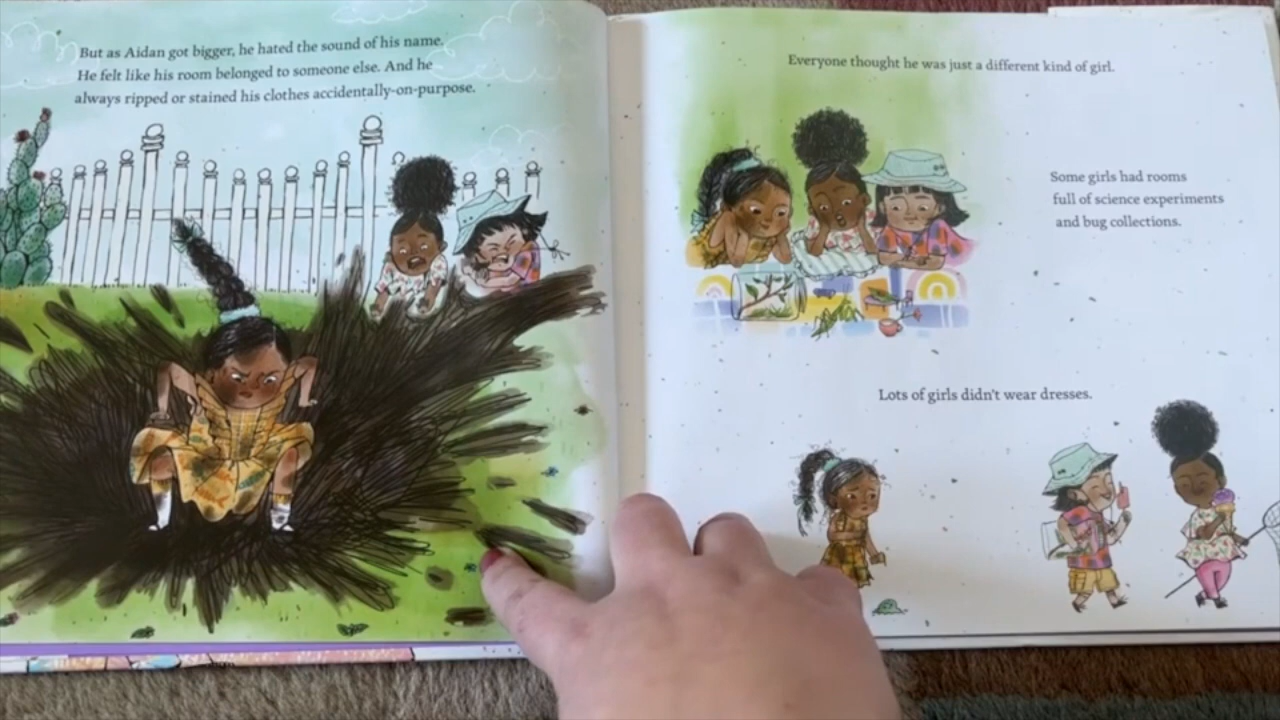 But as Aidan got bigger, he hated the sound of his name.
He felt like his room belonged to someone else. And he
always ripped or stained his clothes accidentally-on-purpose.
Everyone thought he was just a different kind of girl.
Some girls had rooms
full of science experiments
and bug collections.
Lots of girls didn't wear dresses.